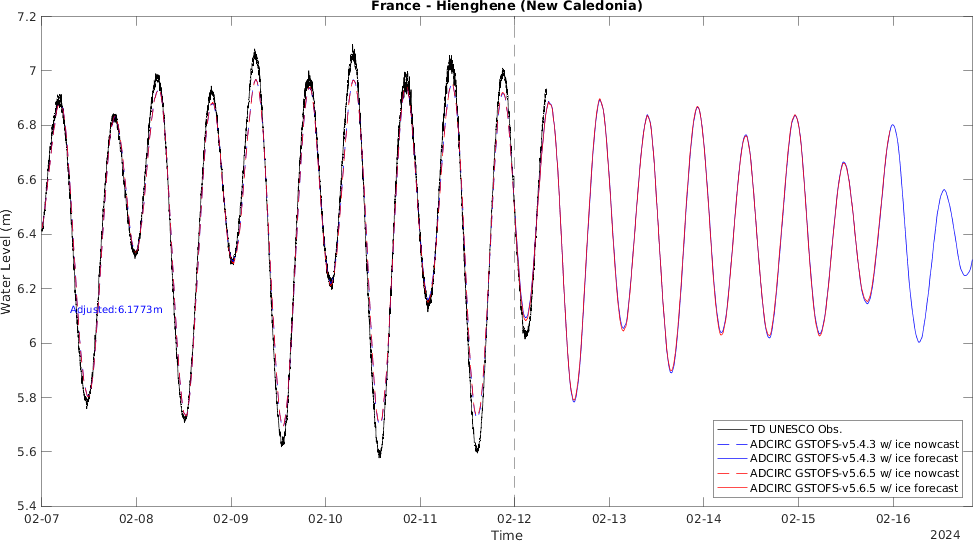 France - Hienghene (New Caledonia)
7.2
7
6.8
6.6
6.4
6.2
6
5.8
5.6
5.4
Water Level (m)
Adjusted:6.1773m
TD UNESCO Obs.
ADCIRC GSTOFS-v5.4.3 w/ ice nowcast
ADCIRC GSTOFS-v5.4.3 w/ ice forecast
ADCIRC GSTOFS-v5.6.5 w/ ice nowcast
ADCIRC GSTOFS-v5.6.5 w/ ice forecast
02-07 02-08 02-09 02-10 02-11 02-12 02-13 02-14 02-15 02-16
Time
2024